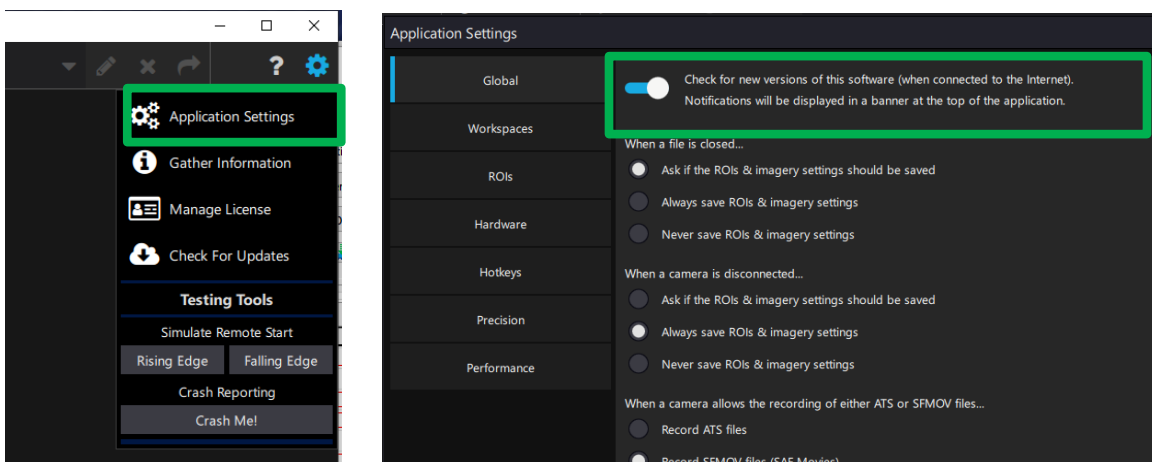 ?
Application Settings
Gather Information
Manage License
Check For Updates
Testing Tools
Simulate Remote Start
Rising Edge
Falling Edge
Crash Reporting
Crash Me!
Application Settings
Global
Workspaces
ROIs
Hardware
Hotkeys
Precision
Performance
Check for new versions of this software (when connected to the Internet).
Notifications will be displayed in a banner at the top of the application.
When a file is closed...
Ask if the ROIs & imagery settings should be saved
Always save ROIs & imagery settings
Never save ROIs & imagery settings
When a camera is disconnected...
Ask if the ROIs & imagery settings should be saved
Always save ROIs & imagery settings
Never save ROIs & imagery settings
When a camera allows the recording of either ATS or SFMOV files...
Record ATS files
Record SFMOV files (SAF Movies)